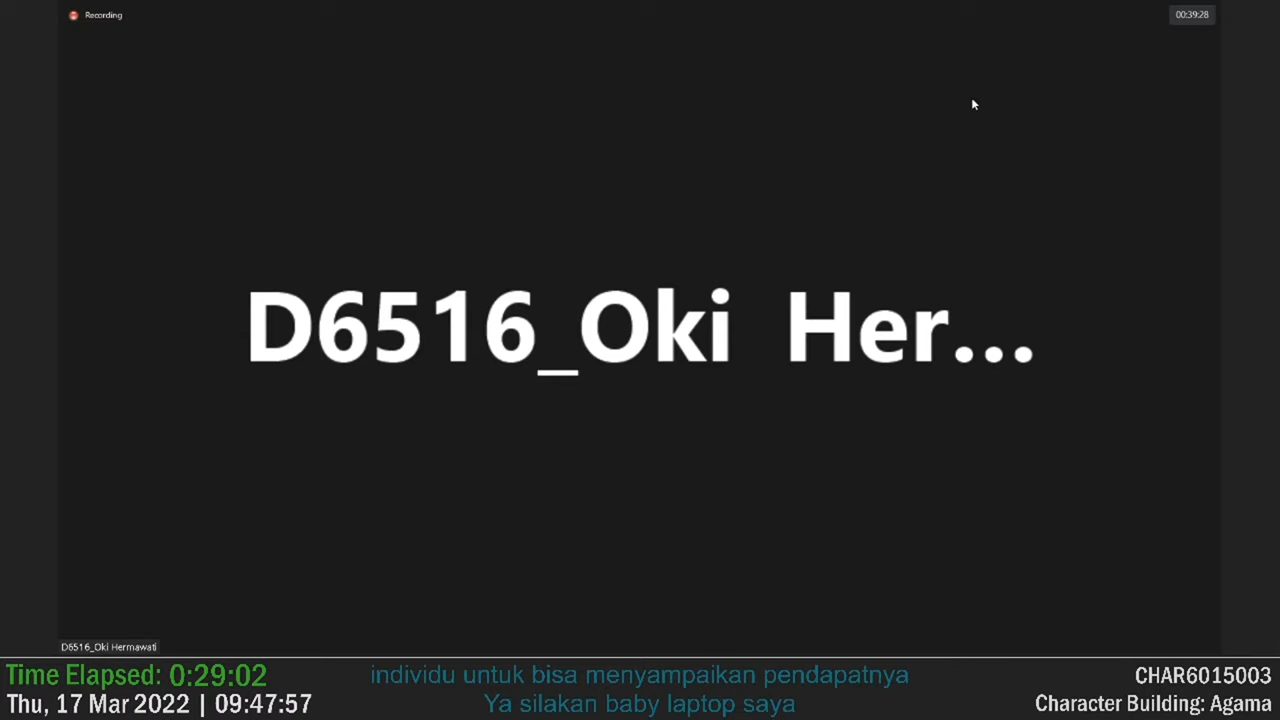 Recording
00:39:28
D6516_Oki Her...
D6516_Oki Hermawati
Time Elapsed: 0:29:02
Thu, 17 Mar 2022 | 09:47:57
individu untuk bisa menyampaikan pendapatnya
Ya silakan baby laptop saya
CHAR6015003
Character Building: Agama